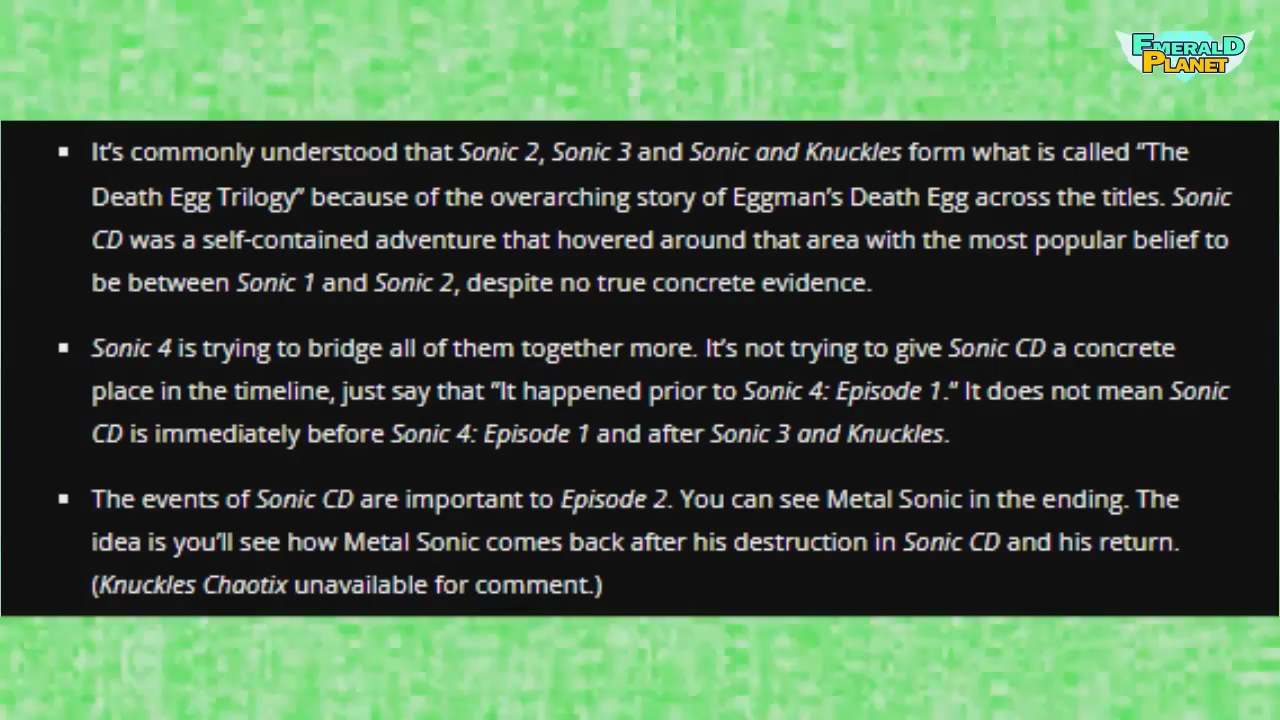 EMERALD
PLANET
▪ It's commonly understood that Sonic 2, Sonic 3 and Sonic and Knuckles form what is called “The
Death Egg Trilogy” because of the overarching story of Eggman's Death Egg across the titles. Sonic
CD was a self-contained adventure that hovered around that area with the most popular belief to
be between Sonic 1 and Sonic 2, despite no true concrete evidence.
▪ Sonic 4 is trying to bridge all of them together more. It's not trying to give Sonic CD a concrete
place in the timeline, just say that “It happened prior to Sonic 4: Episode 1.” It does not mean Sonic
CD is immediately before Sonic 4: Episode 1 and after Sonic 3 and Knuckles.
▪ The events of Sonic CD are important to Episode 2. You can see Metal Sonic in the ending. The
idea is you'll see how Metal Sonic comes back after his destruction in Sonic CD and his return.
(Knuckles Chaotix unavailable for comment.)